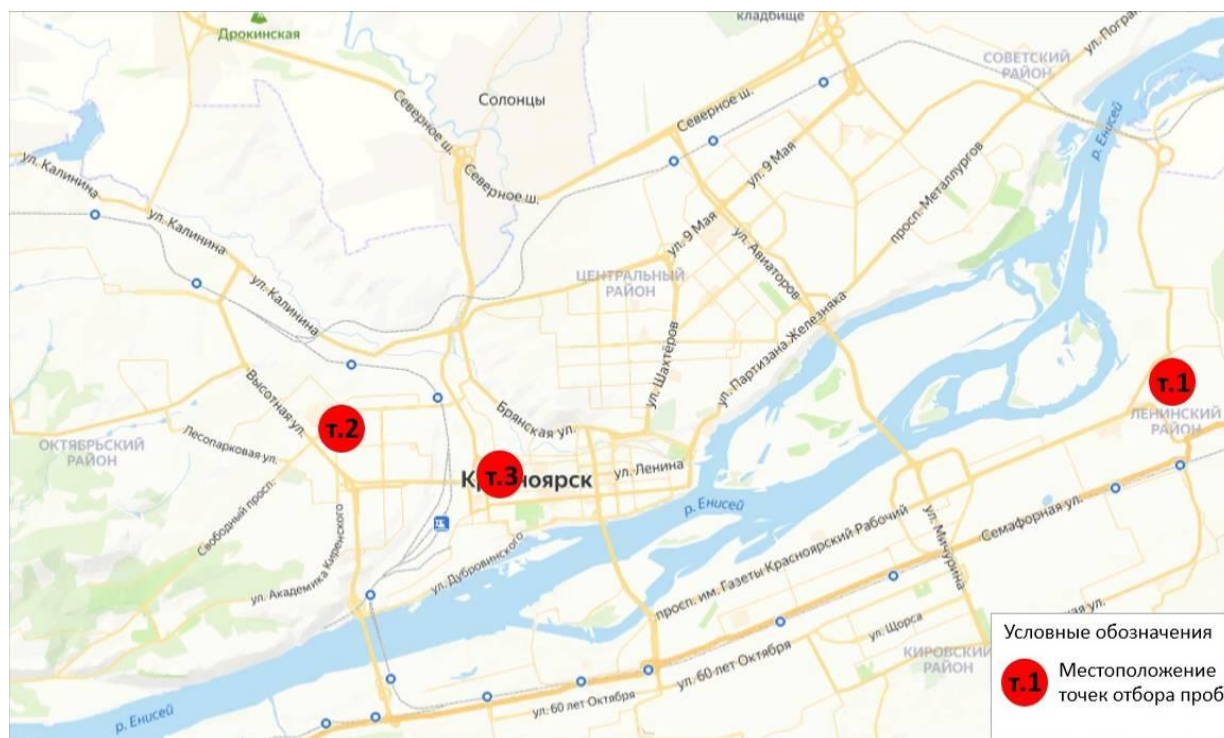 кладбище
Дрокинская
ул. Погра
СОВЕТСКИЙ
РАЙОН
Солонцы
Северное ш.
Северное ш.
р. Енисей
Северное ш.
Северное ш.
ул. Калинина
ул. 9 Мая
просп. Металлургов
ул. Калинина
ул. 9 Мая
ул. Авиаторов
ЦЕНТРАЛЬНЫЙ
РАЙОН
ул. Калинина
ул. Партизана Железняка
ул. Шахтёров
т.1
Высотная ул.
Брянская ул.
ЛЕНИНСКИЙ
РАЙОН
т.2
ОКТЯБРЬСКИЙ
РАЙОН
Лесопарковая ул.
ул. Ленина
т.3
Свободный просп.
р. Енисей
Семафорная ул.
ул. Академика Киренского
ул. Дубровинского
просп. им. Газеты Красноярский Рабочий
ул. Мичурина
ул. Щорса
ул. 60 лет Октября
КИРОВСКИЙ
РАЙОН
ул. 60 лет Октября
р. Енисей
Условные обозначения
т.1
Местоположение
точек отбора проб